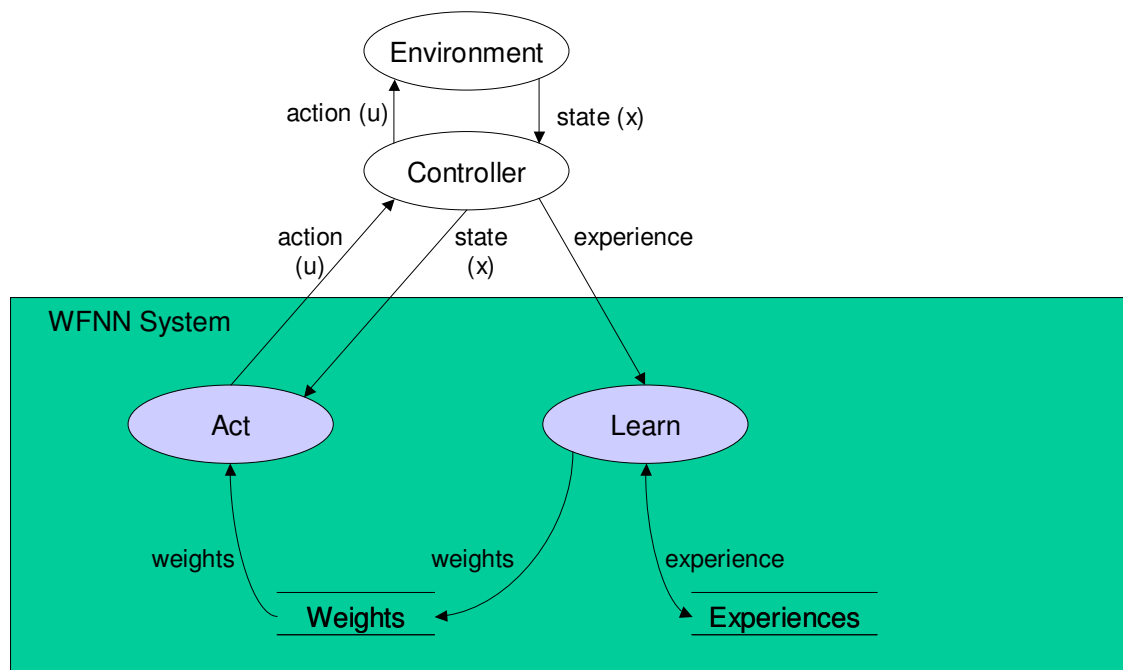 Environment
action (u)
state (x)
Controller
action
(u)
state
(x)
experience
WFNN System
Act
Learn
weights
weights
experience
Weights
Experiences